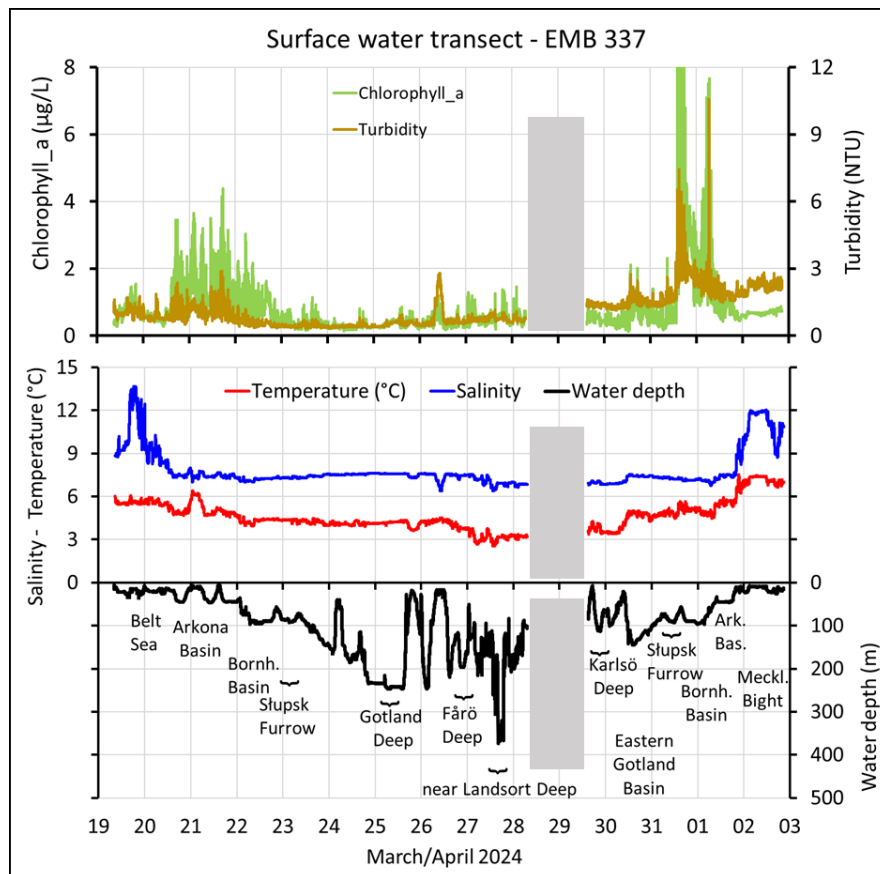 Surface water transect - EMB 337
Chlorophyll_a (µg/L)
Turbidity (NTU)
8
6
4
2
0
12
9
6
3
0
Chlorophyll_a
Turbidity
Salinity - Temperature (°C)
15
12
9
6
3
0
Temperature (°C) Salinity Water depth
Water depth (m)
0
100
200
300
400
500
Belt
Sea
Arkona
Basin
Bornh.
Basin
Słupsk
Furrow
Gotland
Deep
Fårö
Deep
near Landsort Deep
Karlsö
Deep
Eastern
Gotland
Basin
Słupsk
Furrow
Bornh.
Basin
Ark.
Bas.
Meckl.
Bight
19 20 21 22 23 24 25 26 27 28 29 30 31 01 02 03
March/April 2024